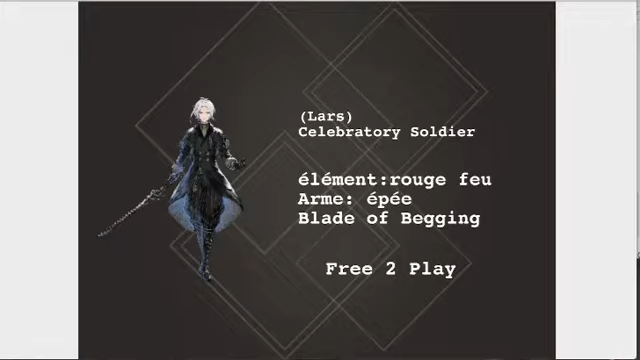 (Lars)
Celebratory Soldier
élément:rouge feu
Arme: épée
Blade of Begging
Free 2 Play